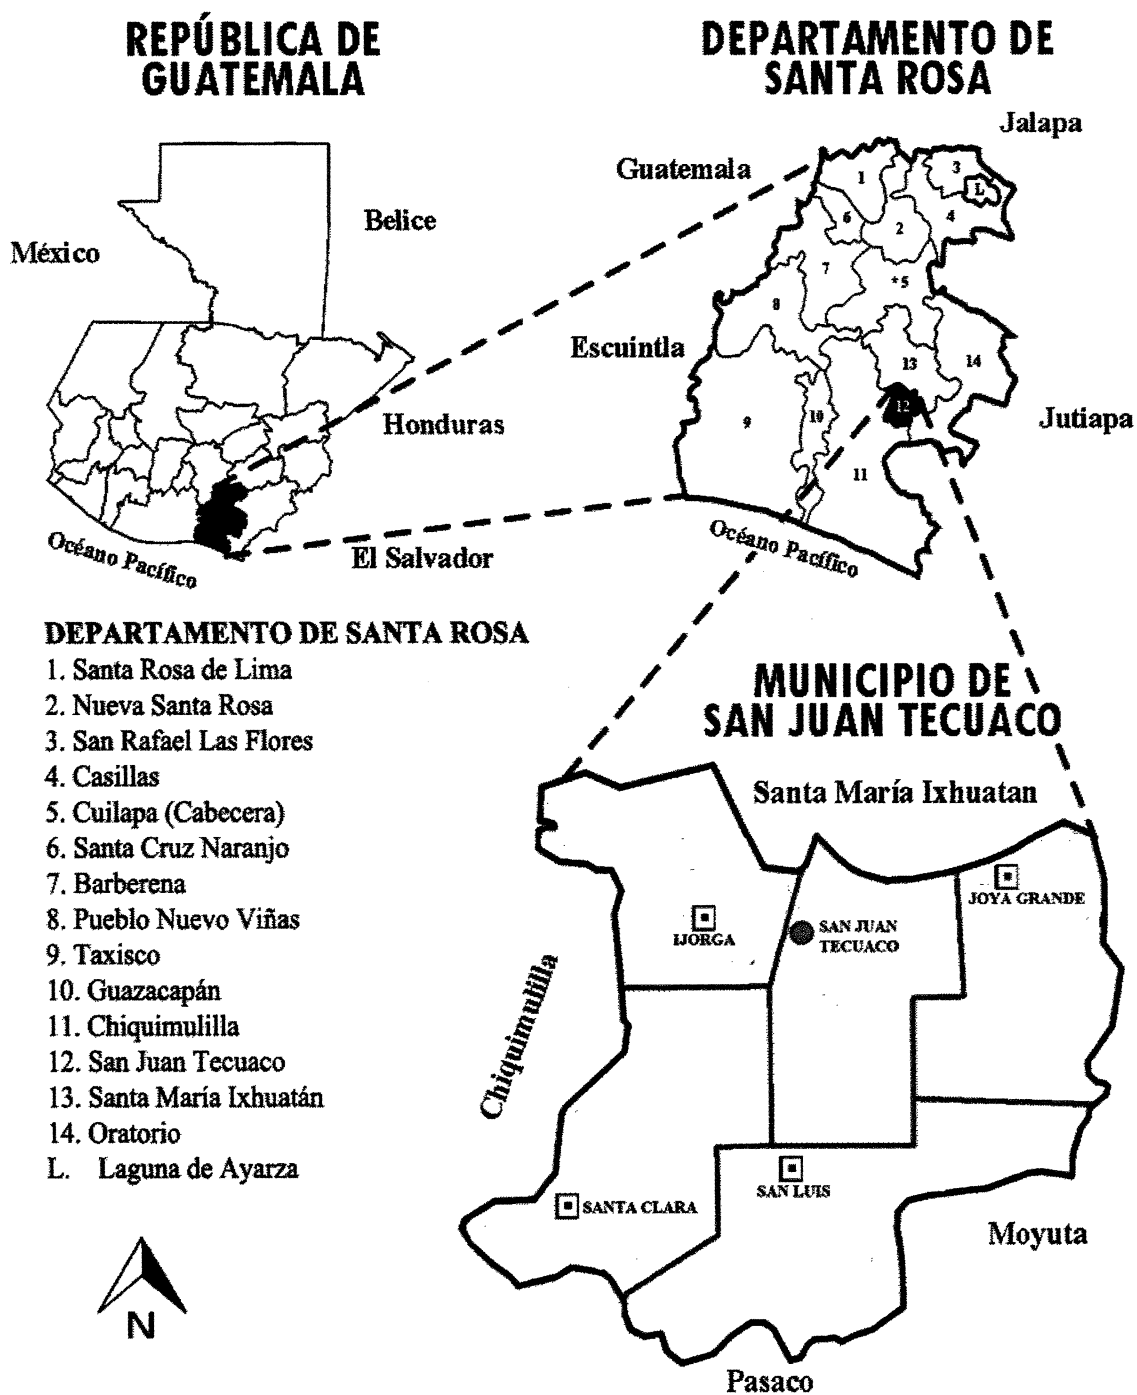 REPÚBLICA DE
GUATEMALA
México
Belice
Honduras
El Salvador
Océano Pacífico
DEPARTAMENTO DE
SANTA ROSA
Jalapa
Guatemala
Escuintla
Jutiapa
Océano Pacífico
1
3
L
6
2
4
7
*5
8
13
14
12
9
10
11
DEPARTAMENTO DE SANTA ROSA
1. Santa Rosa de Lima
2. Nueva Santa Rosa
3. San Rafael Las Flores
4. Casillas
5. Cuilapa (Cabecera)
6. Santa Cruz Naranjo
7. Barberena
8. Pueblo Nuevo Viñas
9. Taxisco
10. Guazacapán
11. Chiquimulilla
12. San Juan Tecuaco
13. Santa María Ixhuatán
14. Oratorio
L. Laguna de Ayarza
N
MUNICIPIO DE
SAN JUAN TECUACO
Santa María Ixhuatan
JOYA GRANDE
IJORGA
SAN JUAN
TECUACO
Chiquimulilla
SAN LUIS
SANTA CLARA
Moyuta
Pasaco